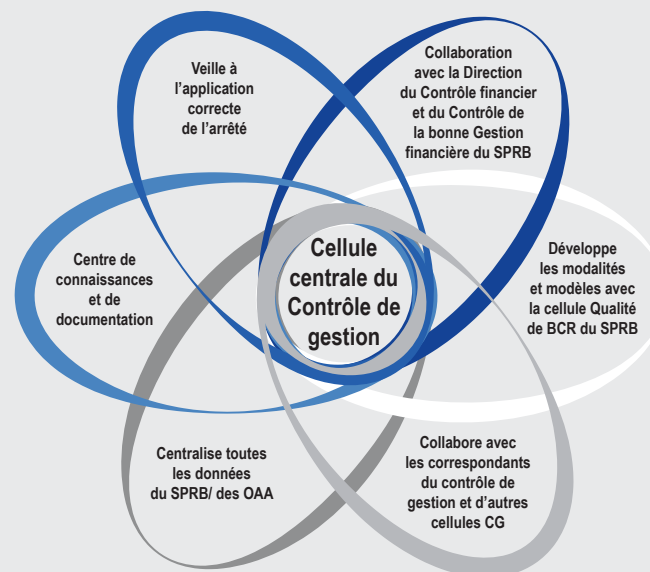 Veille à
l'application
correcte
de l'arrêté
Collaboration
avec la Direction
du Contrôle financier
et du Contrôle de
la bonne Gestion
financière du SPRB
Centre de
connaissances
et de
documentation
Cellule
centrale du
Contrôle de
gestion
Développe
les modalités
et modèles avec
la cellule Qualité
de BCR du SPRB
Centralise toutes
les données
du SPRB/ des OAA
Collabore avec
les correspondants
du contrôle de
gestion et d'autres
cellules CG